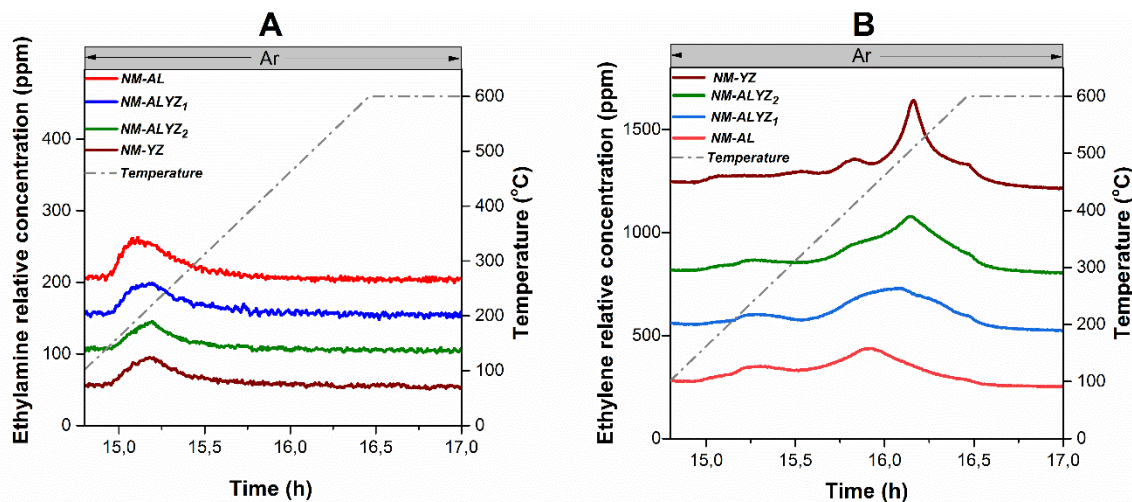 A
Ar
Ethylamine relative concentration (ppm)
NM-AL
NM-ALYZ1
NM-ALYZ2
NM-YZ
Temperature
400
300
200
100
0
600
500
400
300
200
100
0
Temperature (°C)
15,0 15,5 16,0 16,5 17,0
Time (h)
B
Ar
Ethylene relative concentration (ppm)
NM-YZ
NM-ALYZ2
NM-ALYZ1
NM-AL
Temperature
1500
1000
500
0
600
500
400
300
200
100
0
Temperature (°C)
15,0 15,5 16,0 16,5 17,0
Time (h)